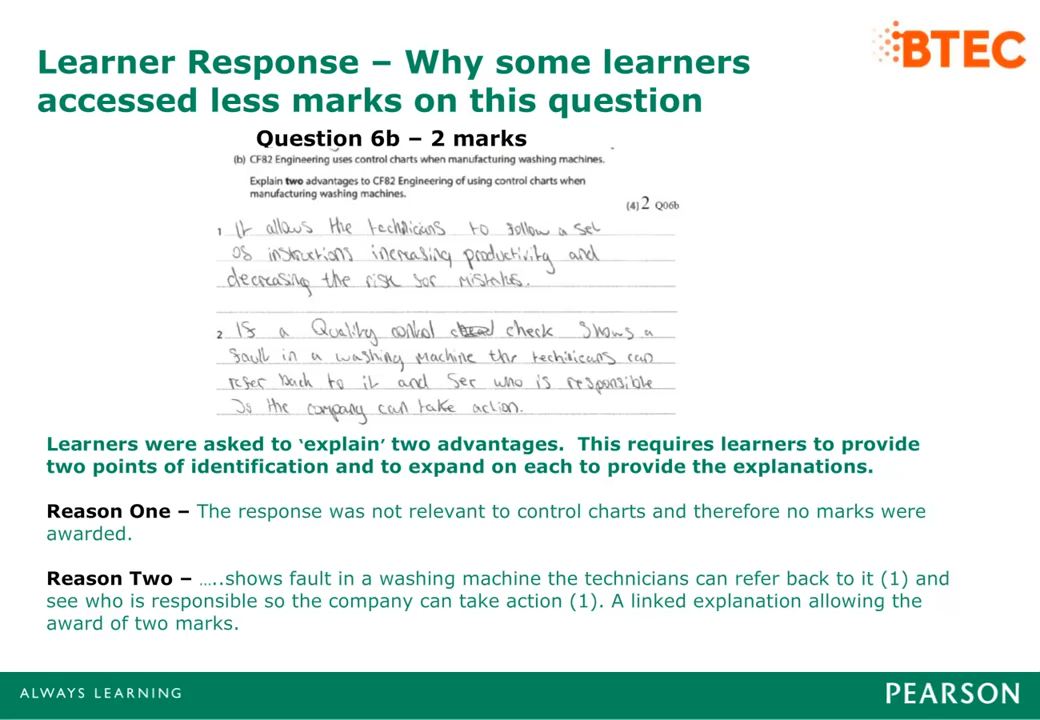 Learner Response – Why some learners
accessed less marks on this question
BTEC
Question 6b – 2 marks
(b) CF82 Engineering uses control charts when manufacturing washing machines.
Explain two advantages to CF82 Engineering of using control charts when
manufacturing washing machines.
(4) 2 Q06b
1 It allows the technicians to follow a set
of instructions increasing productivity and
decreasing the risk for mistakes.
2 If a Quality control check shows a
fault in a washing machine the technicans can
refer back to it and see who is responsible
so the company can take action.
Learners were asked to ‘explain’ two advantages. This requires learners to provide
two points of identification and to expand on each to provide the explanations.
Reason One – The response was not relevant to control charts and therefore no marks were
awarded.
Reason Two – …..shows fault in a washing machine the technicians can refer back to it (1) and
see who is responsible so the company can take action (1). A linked explanation allowing the
award of two marks.
ALWAYS LEARNING
PEARSON